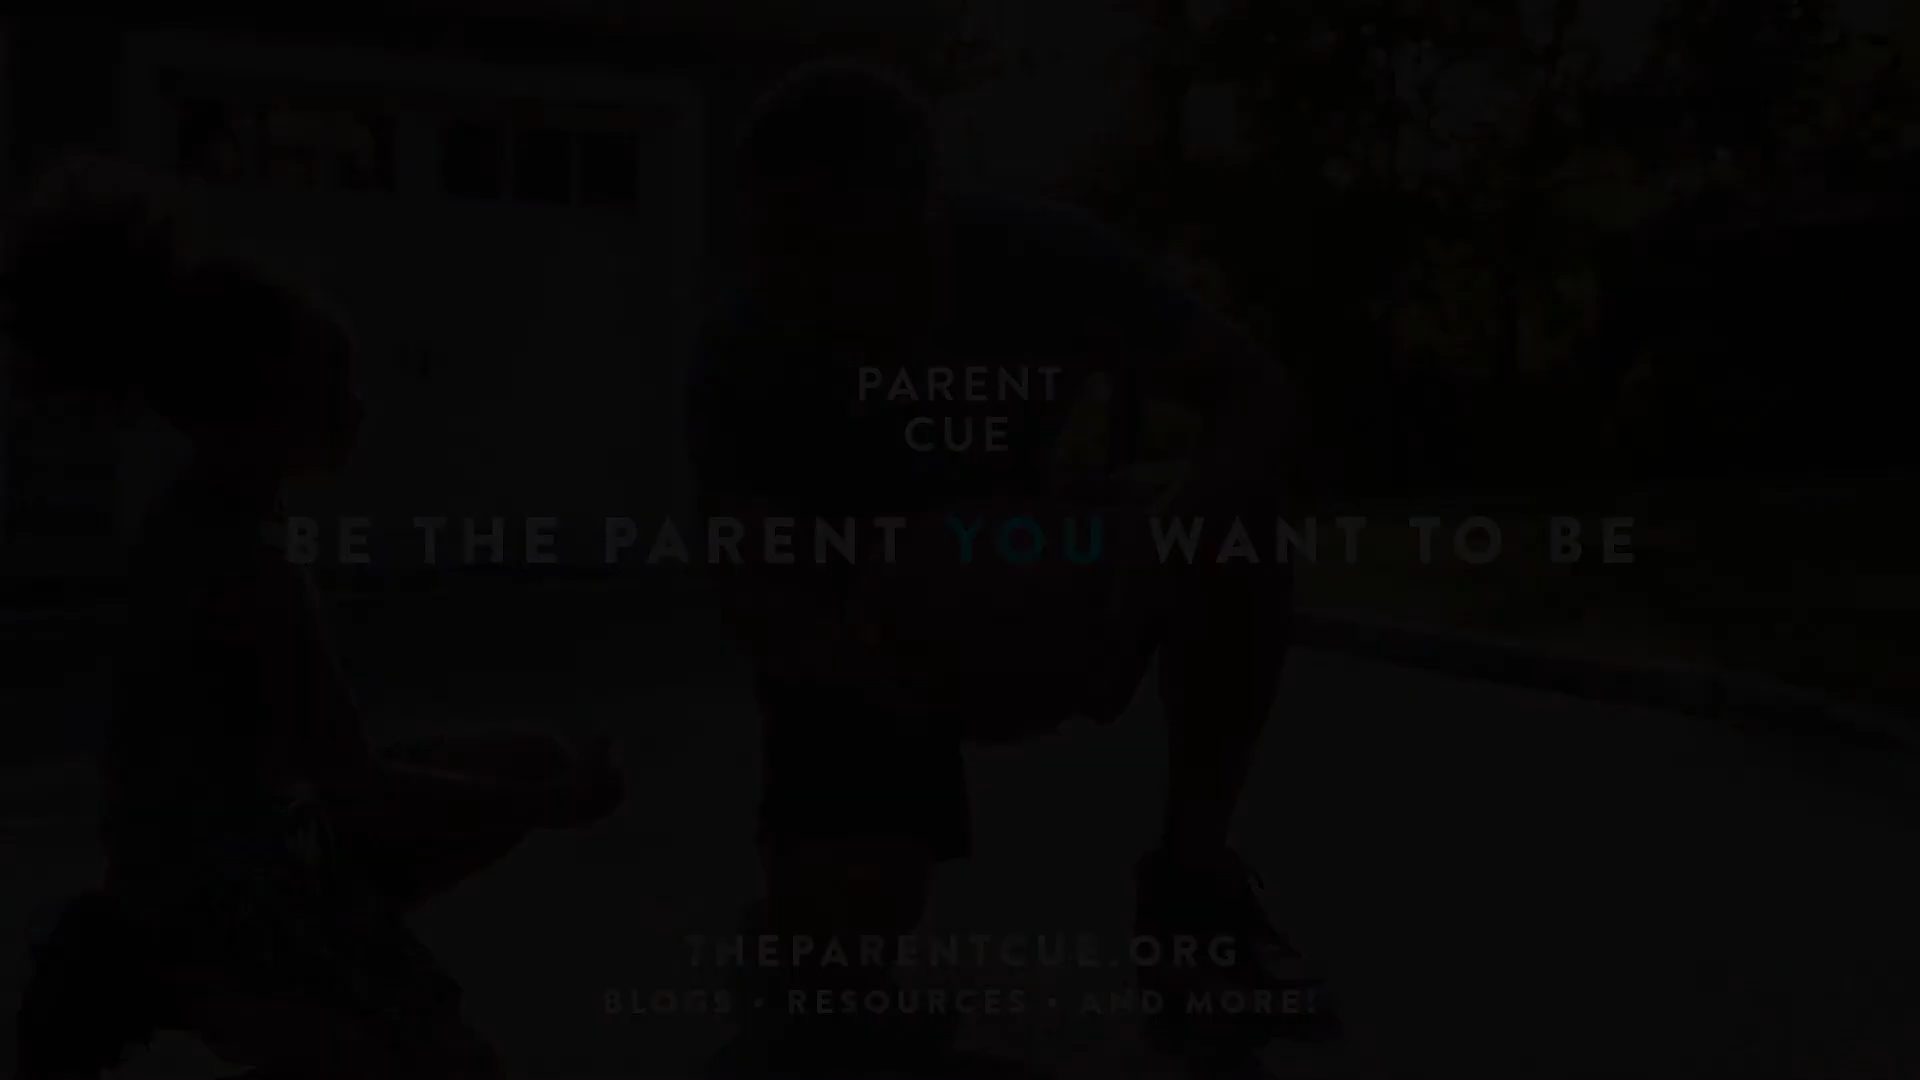 PARENT
CUE
BE THE PARENT YOU WANT TO BE
THEPARENTCUE.ORG
BLOGS • RESOURCES • AND MORE!